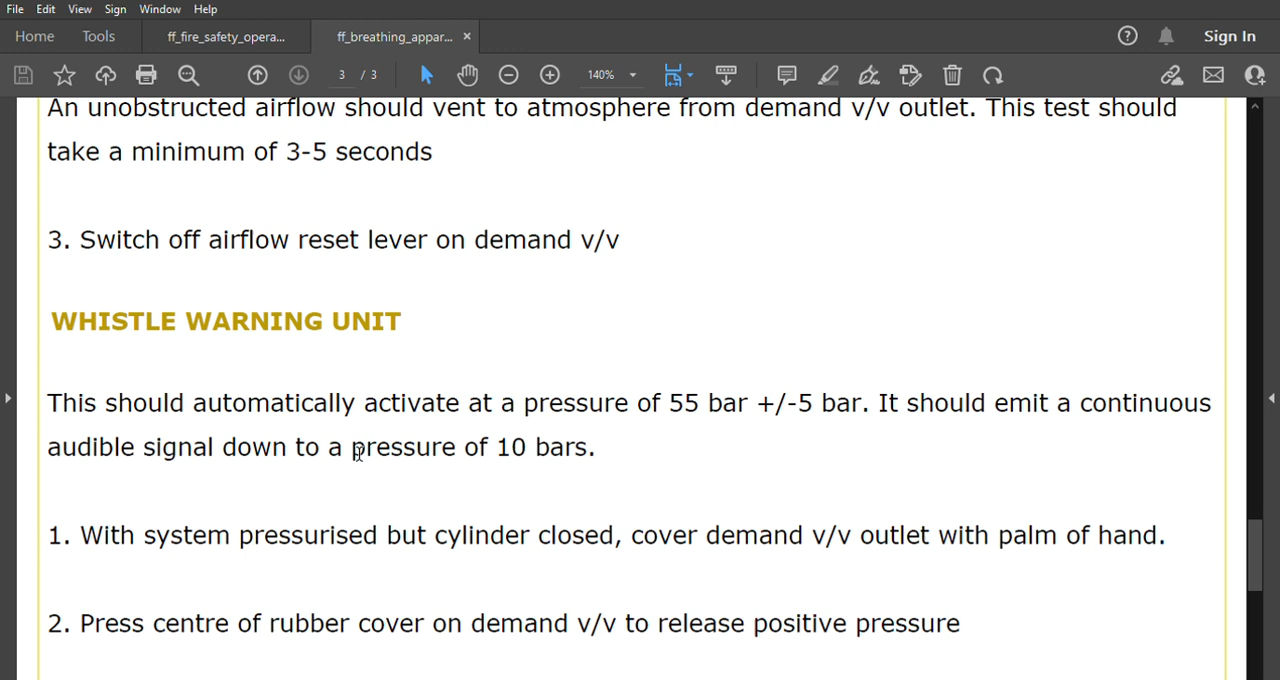 File Edit View Sign Window Help
Home Tools ff_fire_safety_opera... ff_breathing_appar... × Sign In
3 / 3 140%
An unobstructed airflow should vent to atmosphere from demand v/v outlet. This test should
take a minimum of 3-5 seconds
3. Switch off airflow reset lever on demand v/v
WHISTLE WARNING UNIT
This should automatically activate at a pressure of 55 bar +/-5 bar. It should emit a continuous
audible signal down to a pressure of 10 bars.
1. With system pressurised but cylinder closed, cover demand v/v outlet with palm of hand.
2. Press centre of rubber cover on demand v/v to release positive pressure